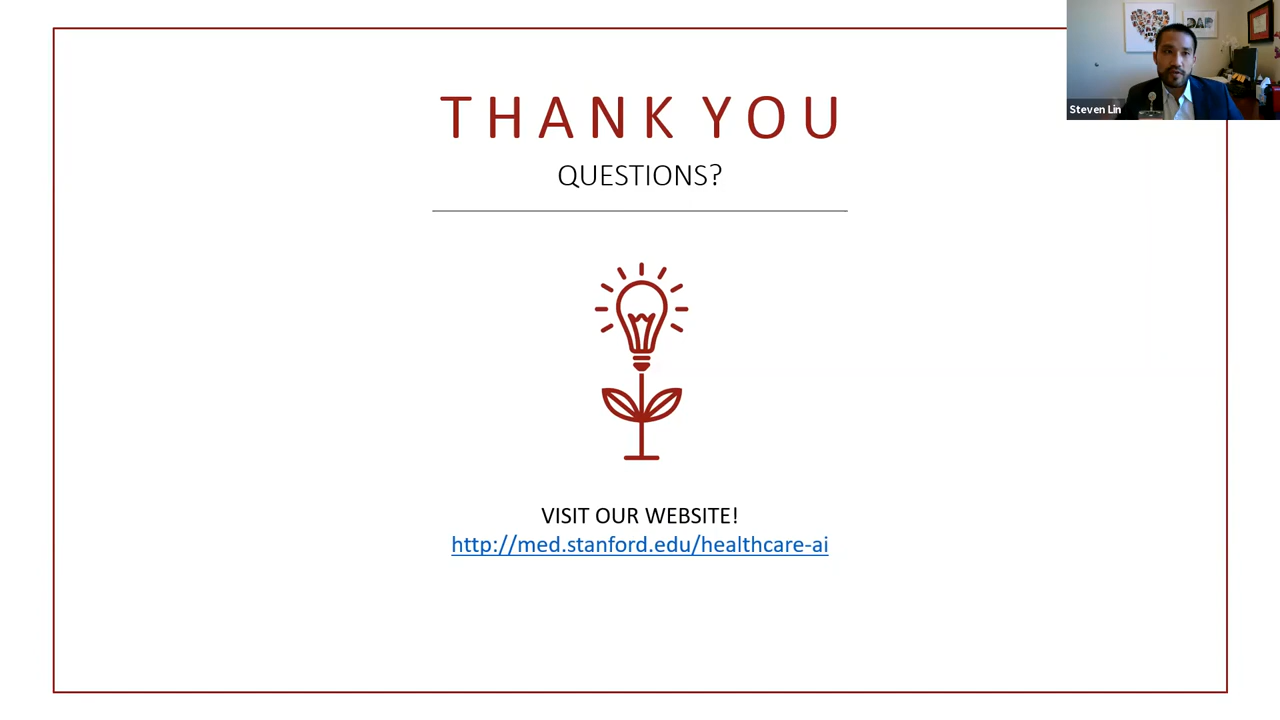 THANK YOU
QUESTIONS?
VISIT OUR WEBSITE!
http://med.stanford.edu/healthcare-ai
Steven Lin